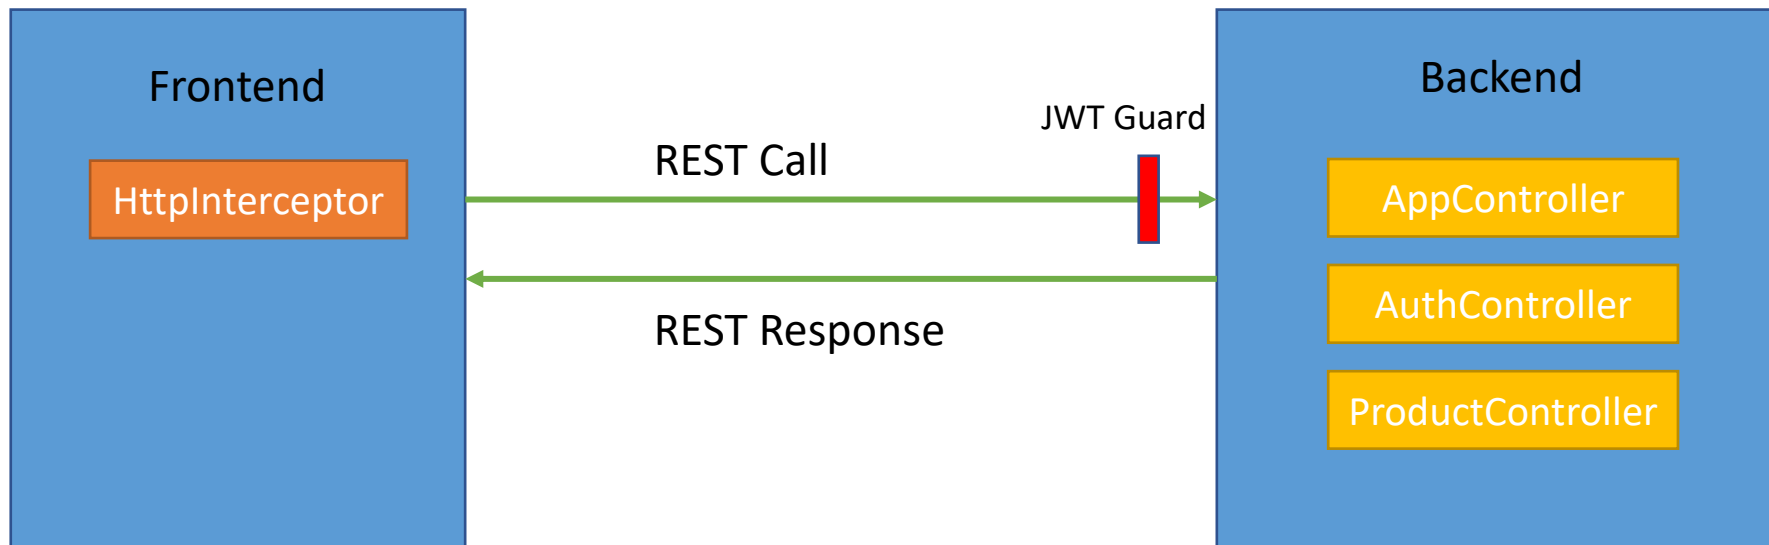 Frontend
HttpInterceptor
REST Call
REST Response
JWT Guard
Backend
AppController
AuthController
ProductController